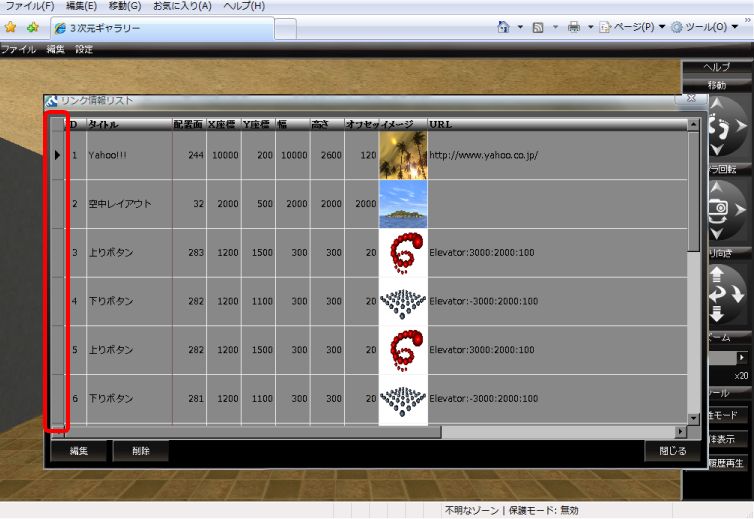 ファイル(F) 編集(E) 移動(G) お気に入り(A) ヘルプ(H)
3次元ギャラリー
ページ(P) ツール(O)
ファイル 編集 設定
ヘルプ
移動
リンク情報リスト
ID タイトル 配置面 X座標 Y座標 幅 高さ オフセッ イメージ URL
1 Yahoo!!! 244 10000 200 10000 2600 120 http://www.yahoo.co.jp/
2 空中レイアウト 32 2000 500 2000 2000 2000
3 上りボタン 283 1200 1500 300 300 20 Elevator:3000:2000:100
4 下りボタン 282 1200 1100 300 300 20 Elevator:-3000:2000:100
5 上りボタン 282 1200 1500 300 300 20 Elevator:3000:2000:100
6 下りボタン 281 1200 1100 300 300 20 Elevator:-3000:2000:100
ラ回転
り向き
ズーム
x20
ール
性モード
体表示
履歴再生
編集 削除 閉じる
不明なゾーン | 保護モード: 無効